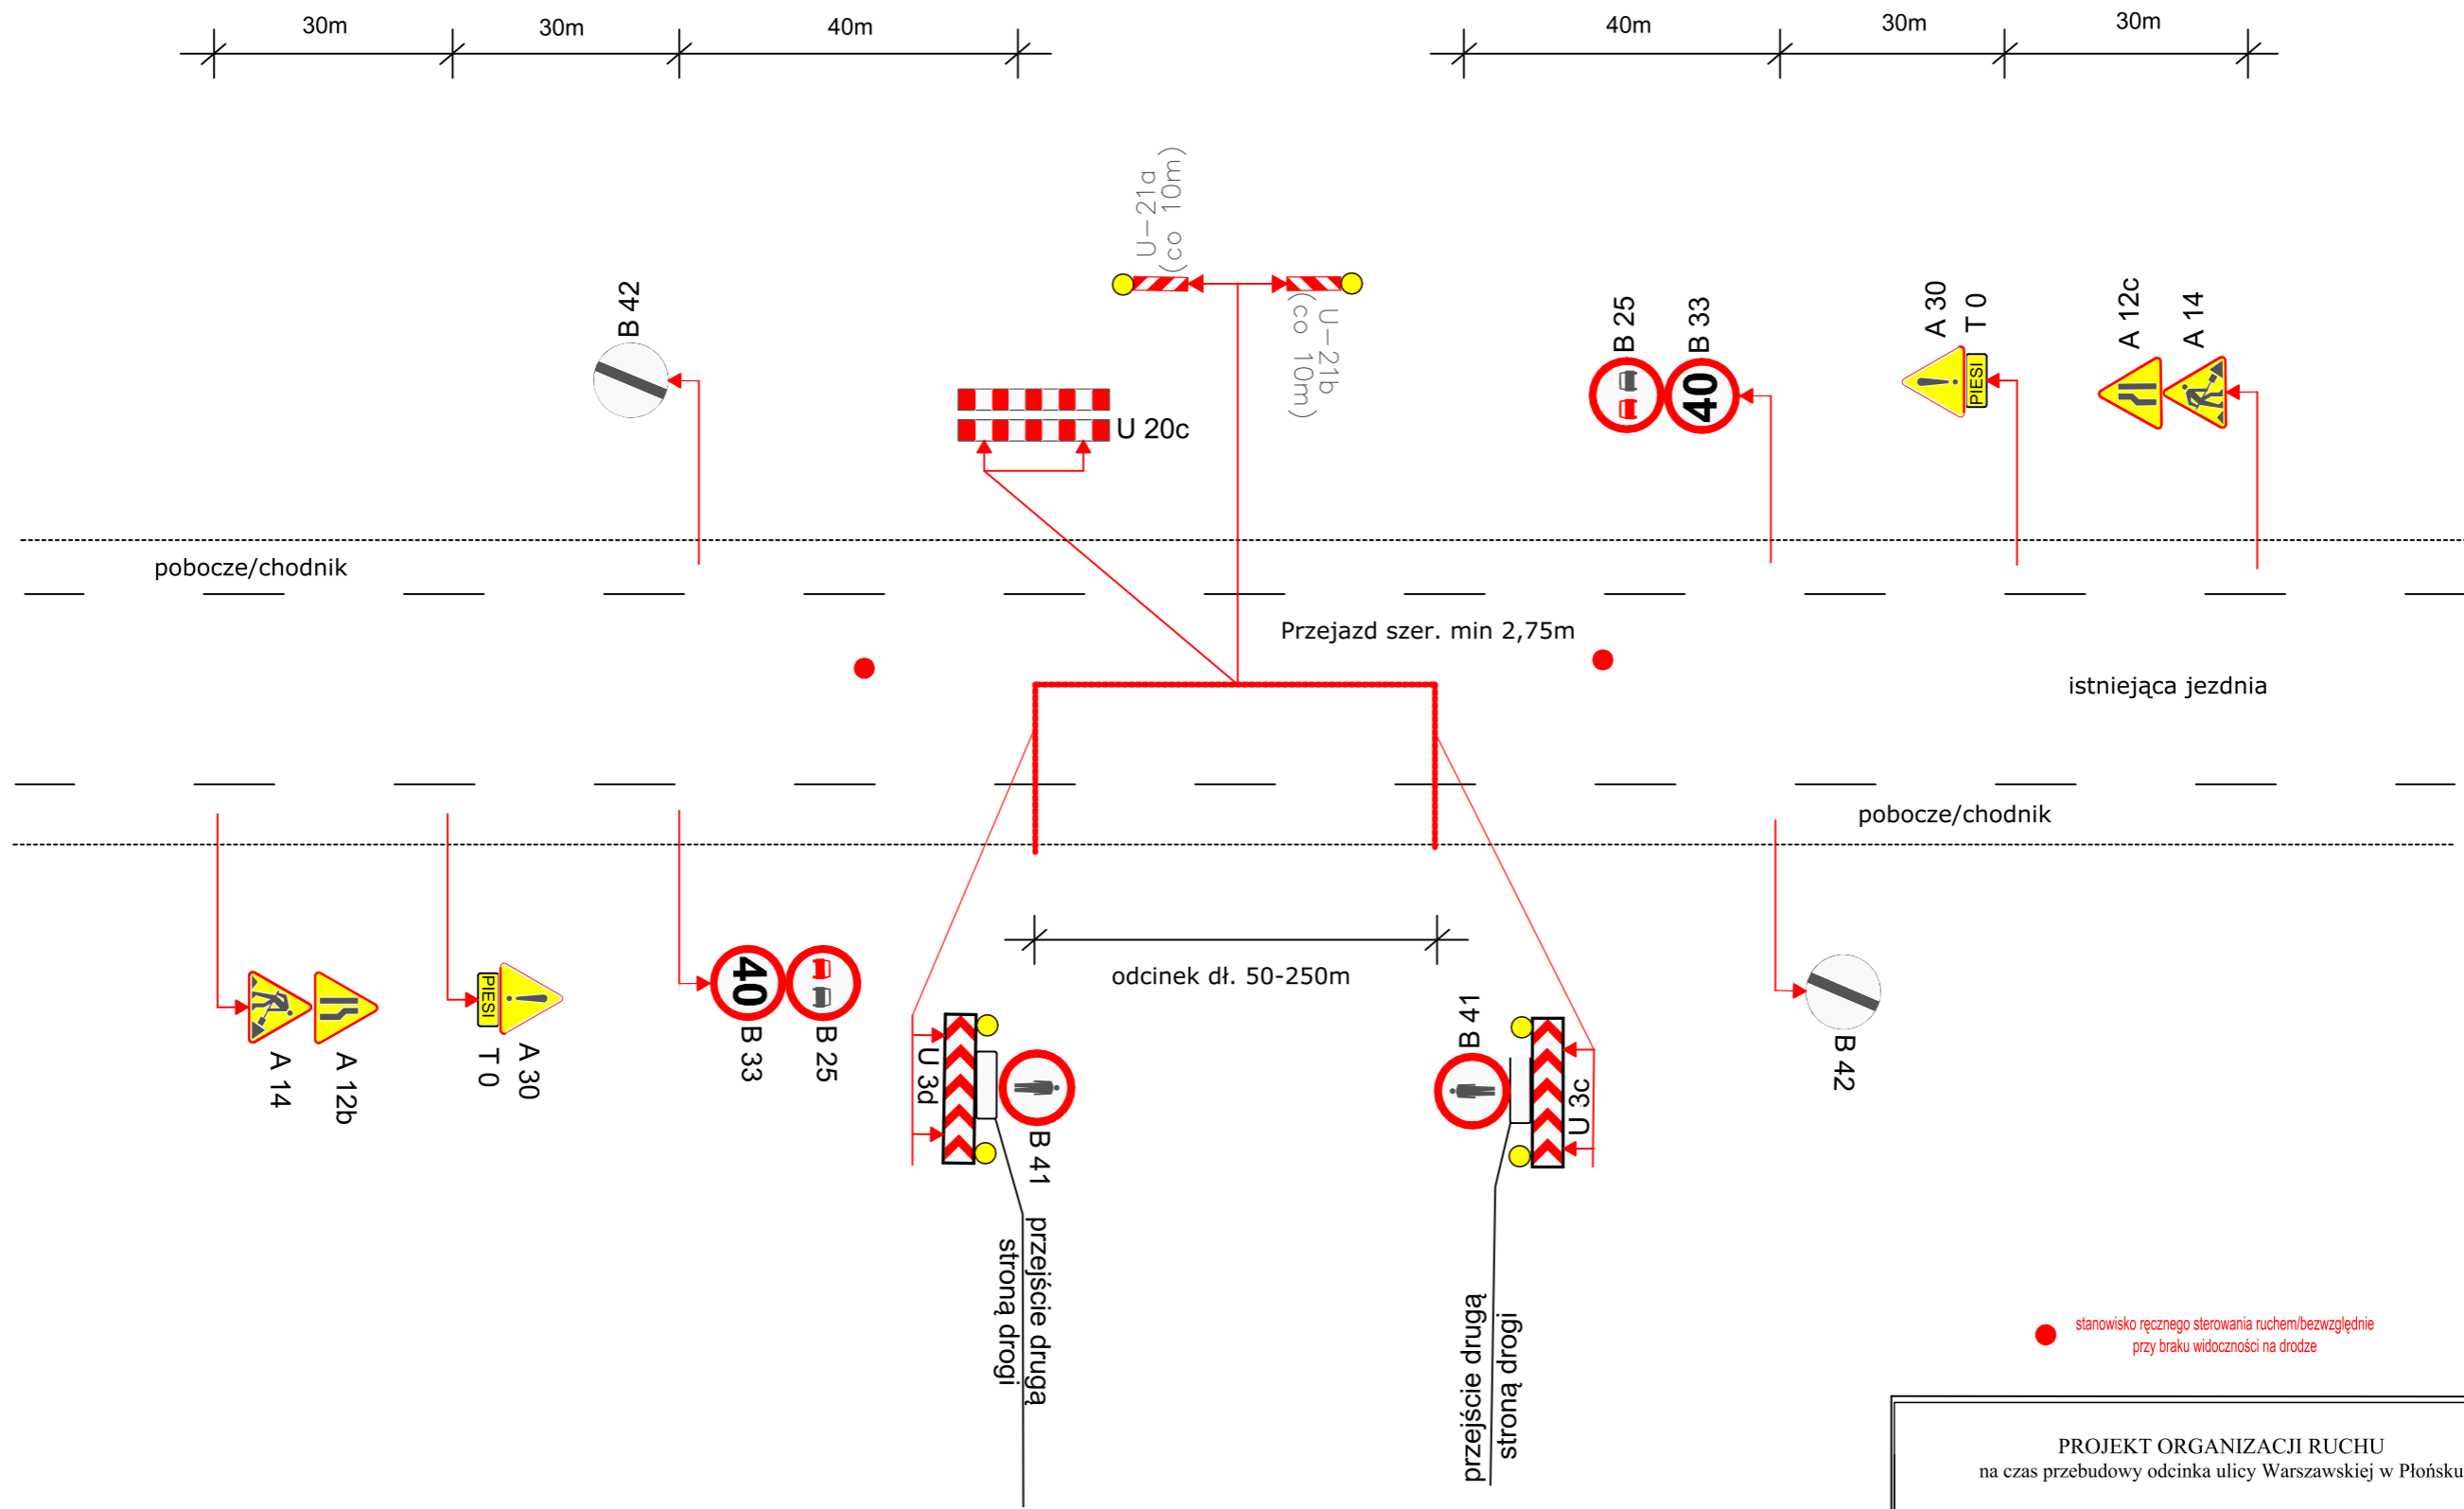 30m
30m
40m
40m
30m
30m
U-21a
(co 10m)
U-21b
(co 10m)
B 42
U 20c
B 25
B 33
40
A 30
T 0
PIESI
A 12c
A 14
pobocze/chodnik
Przejazd szer. min 2,75m
istniejąca jezdnia
pobocze/chodnik
A 14
A 12b
PIESI
T 0
A 30
40
B 33
B 25
odcinek dł. 50-250m
U 3d
B 41
przejście drugą
stroną drogi
B 41
U 3c
przejście drugą
stroną drogi
B 42
stanowisko ręcznego sterowania ruchem/bezwzględnie
przy braku widoczności na drodze
PROJEKT ORGANIZACJI RUCHU
na czas przebudowy odcinka ulicy Warszawskiej w Płońsku